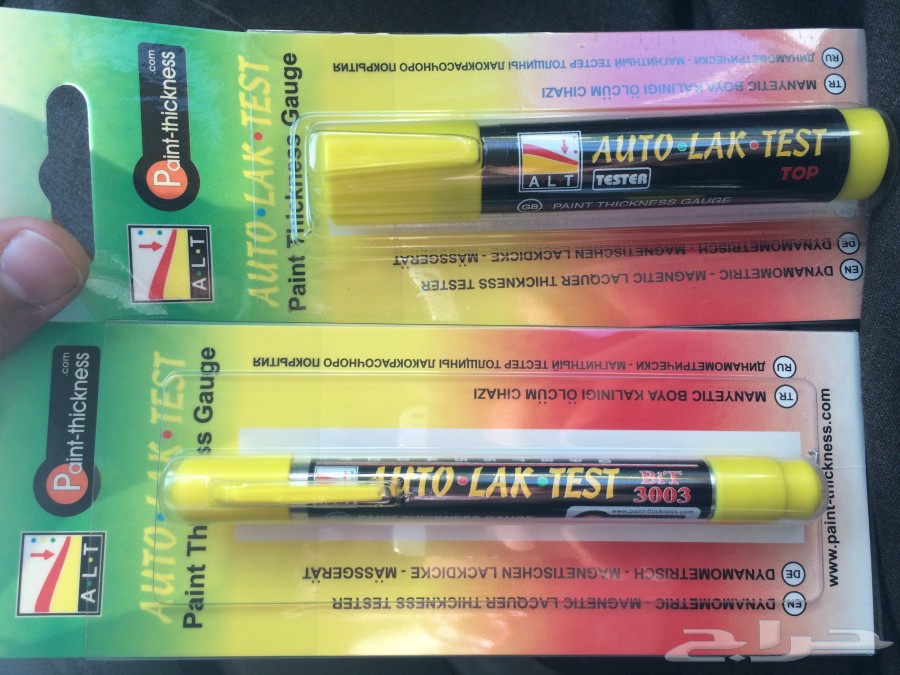 Paint-thickness
.com
AUTO•LAK•TEST
Paint Thickness Gauge
A•L•T
RU ДИНАМОМЕТРИЧЕСКИ - МАГНИТНЫЙ ТЕСТЕР ТОЛЩИНЫ ЛАКОКРАСОЧНОРО ПОКРЫТИЯ
TR MANYETIC BOYA KALINIGI ÖLÇÜM CIHAZI
ALT
TESTER
AUTO•LAK•TEST
TOP
GB PAINT THICKNESS GAUGE
DE DYNAMOMETRISCH - MAGNETISCHEN LACKDICKE - MÄSSGERÄT
EN DYNAMOMETRIC - MAGNETIC LACQUER THICKNESS TESTER
Paint-thickness
.com
AUTO•LAK•TEST
Paint Th ss Gauge
A•L•T
RU ДИНАМОМЕТРИЧЕСКИ - МАГНИТНЫЙ ТЕСТЕР ТОЛЩИНЫ ЛАКОКРАСОЧНОРО ПОКРЫТИЯ
TR MANYETIC BOYA KALINIGI ÖLÇÜM CIHAZI
AUTO•LAK•TEST
BiT
3003
www.paint-thickness.com
DE DYNAMOMETRISCH - MAGNETISCHEN LACKDICKE - MÄSSGERÄT
EN DYNAMOMETRIC - MAGNETIC LACQUER THICKNESS TESTER
www.paint-thickness.com
حراج